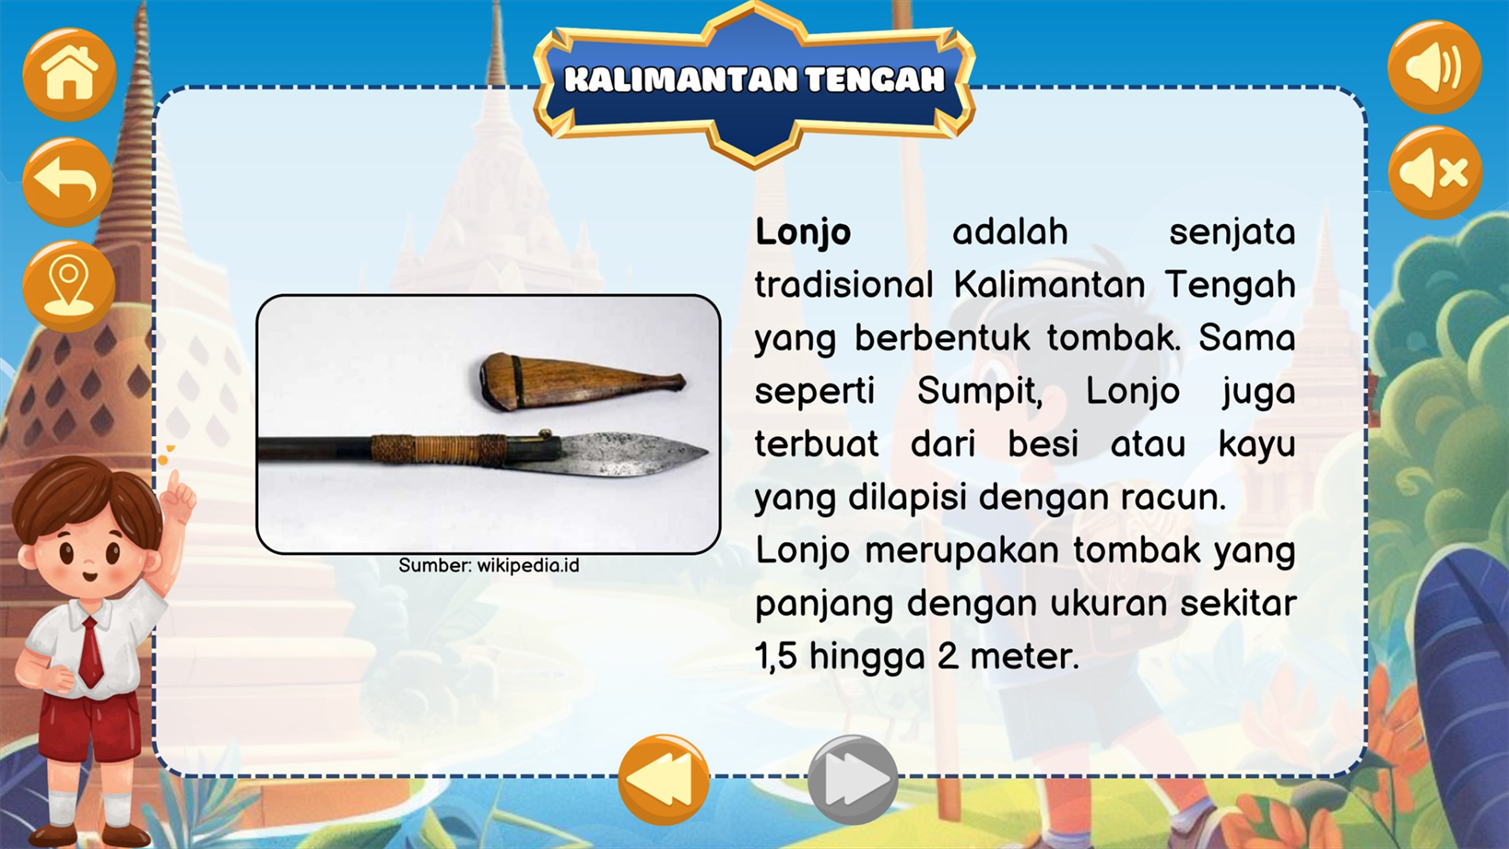 KALIMANTAN TENGAH
Lonjo adalah senjata
tradisional Kalimantan Tengah
yang berbentuk tombak. Sama
seperti Sumpit, Lonjo juga
terbuat dari besi atau kayu
yang dilapisi dengan racun.
Lonjo merupakan tombak yang
panjang dengan ukuran sekitar
1,5 hingga 2 meter.
Sumber: wikipedia.id